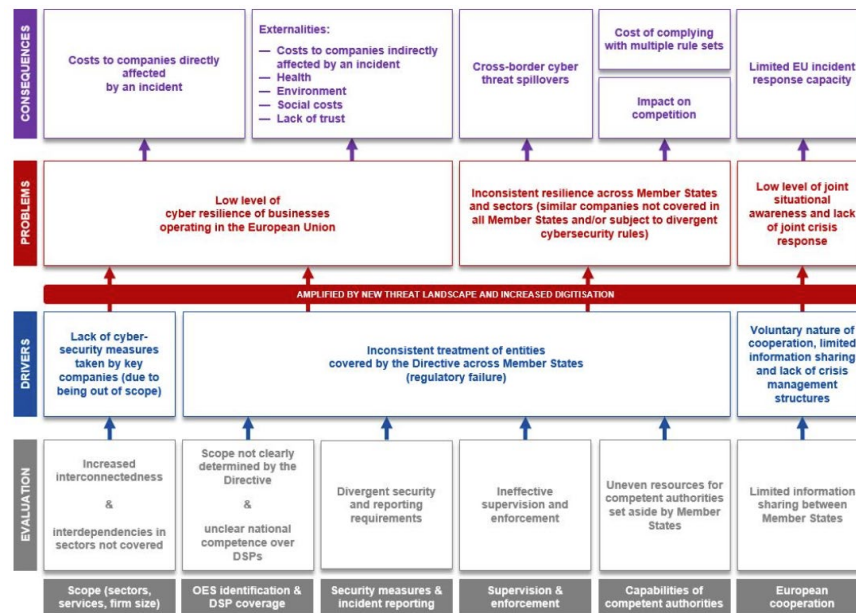 CONSEQUENCES
Costs to companies directly
affected
by an incident
Externalities:
— Costs to companies indirectly
affected by an incident
— Health
— Environment
— Social costs
— Lack of trust
Cross-border cyber
threat spillovers
Cost of complying
with multiple rule sets
Impact on
competition
Limited EU incident
response capacity
PROBLEMS
Low level of
cyber resilience of businesses
operating in the European Union
Inconsistent resilience across Member States
and sectors (similar companies not covered in
all Member States and/or subject to divergent
cybersecurity rules)
Low level of joint
situational
awareness and lack
of joint crisis
response
AMPLIFIED BY NEW THREAT LANDSCAPE AND INCREASED DIGITISATION
DRIVERS
Lack of cyber-
security measures
taken by key
companies (due to
being out of scope)
Inconsistent treatment of entities
covered by the Directive across Member States
(regulatory failure)
Voluntary nature of
cooperation, limited
information sharing
and lack of crisis
management
structures
EVALUATION
Increased
interconnectedness
&
interdependencies in
sectors not covered
Scope not clearly
determined by the
Directive
&
unclear national
competence over
DSPs
Divergent security
and reporting
requirements
Ineffective
supervision and
enforcement
Uneven resources for
competent authorities
set aside by Member
States
Limited information
sharing between
Member States
Scope (sectors,
services, firm size)
OES identification &
DSP coverage
Security measures &
incident reporting
Supervision &
enforcement
Capabilities of
competent authorities
European
cooperation